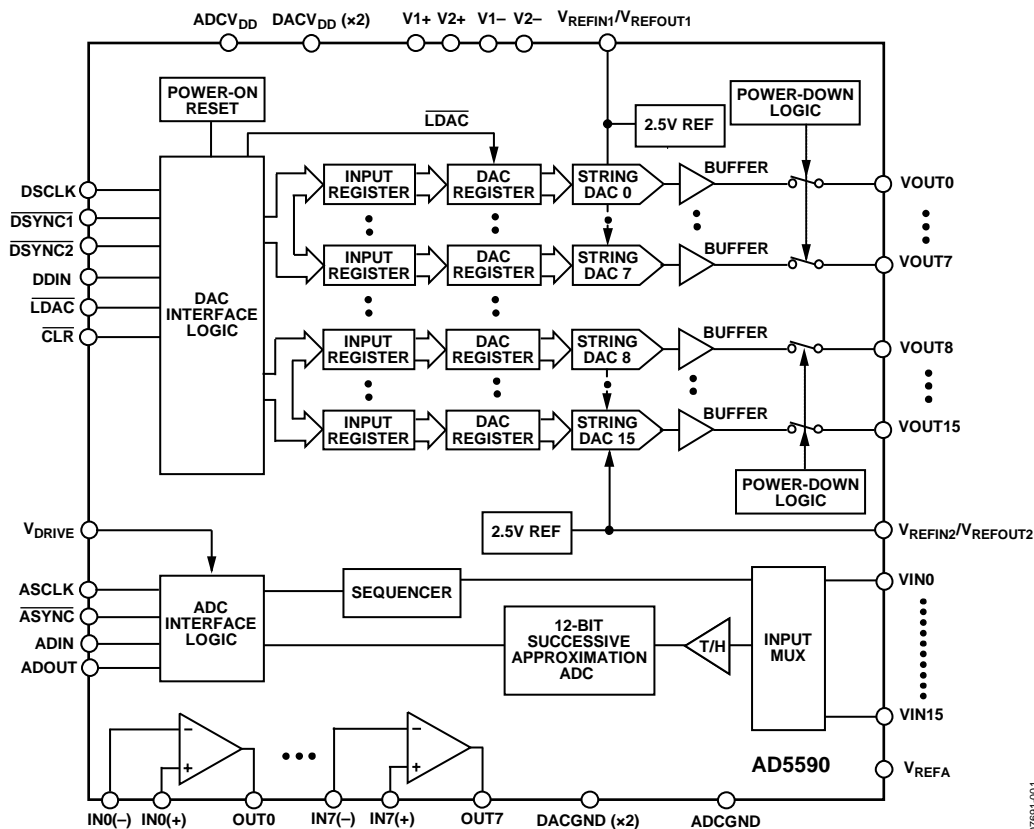 ADCVDD DACVDD (×2) V1+ V2+ V1– V2– VREFIN1/VREFOUT1
POWER-ON
RESET
LDAC
2.5V REF
POWER-DOWN
LOGIC
DSCLK
DSYNC1
DSYNC2
DDIN
LDAC
CLR
DAC
INTERFACE
LOGIC
INPUT
REGISTER
DAC
REGISTER
STRING
DAC 0
BUFFER
VOUT0
INPUT
REGISTER
DAC
REGISTER
STRING
DAC 7
BUFFER
VOUT7
INPUT
REGISTER
DAC
REGISTER
STRING
DAC 8
BUFFER
VOUT8
INPUT
REGISTER
DAC
REGISTER
STRING
DAC 15
BUFFER
VOUT15
POWER-DOWN
LOGIC
2.5V REF
VREFIN2/VREFOUT2
VDRIVE
ASCLK
ASYNC
ADIN
ADOUT
ADC
INTERFACE
LOGIC
SEQUENCER
12-BIT
SUCCESSIVE
APPROXIMATION
ADC
T/H
INPUT
MUX
VIN0
VIN15
– +
– +
AD5590
VREFA
IN0(–) IN0(+) OUT0 IN7(–) IN7(+) OUT7 DACGND (×2) ADCGND